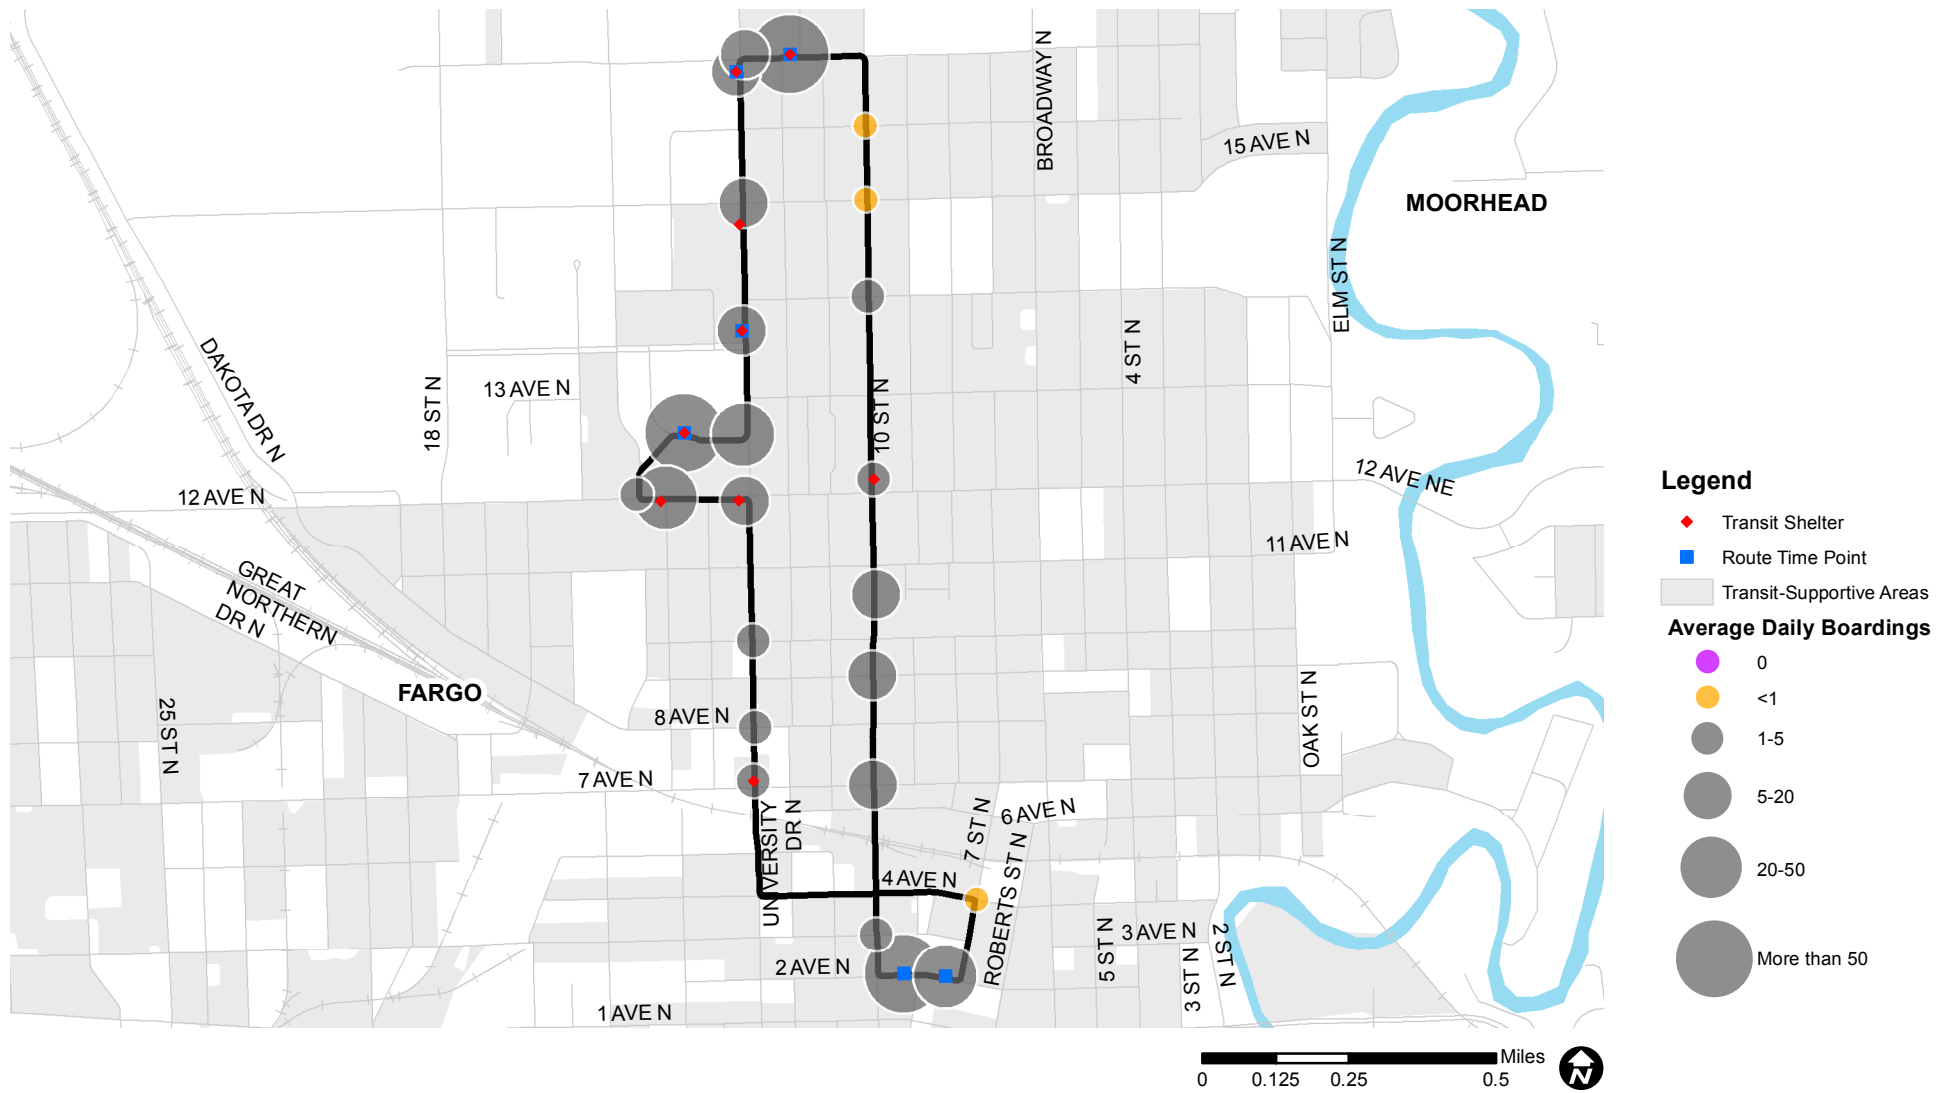 BROADWAY N
15 AVE N
MOORHEAD
ELM ST N
DAKOTA DR N
18 ST N
13 AVE N
4 ST N
10 ST N
12 AVE N
12 AVE NE
11 AVE N
GREAT
NORTHERN
DR N
FARGO
25 ST N
8 AVE N
OAK ST N
7 AVE N
UNIVERSITY
DR N
7 ST N
6 AVE N
ROBERTS ST N
4 AVE N
5 ST N
3 AVE N
3 ST N
2 ST N
2 AVE N
1 AVE N
Legend
Transit Shelter
Route Time Point
Transit-Supportive Areas
Average Daily Boardings
0
<1
1-5
5-20
20-50
More than 50
Miles
0 0.125 0.25 0.5
N